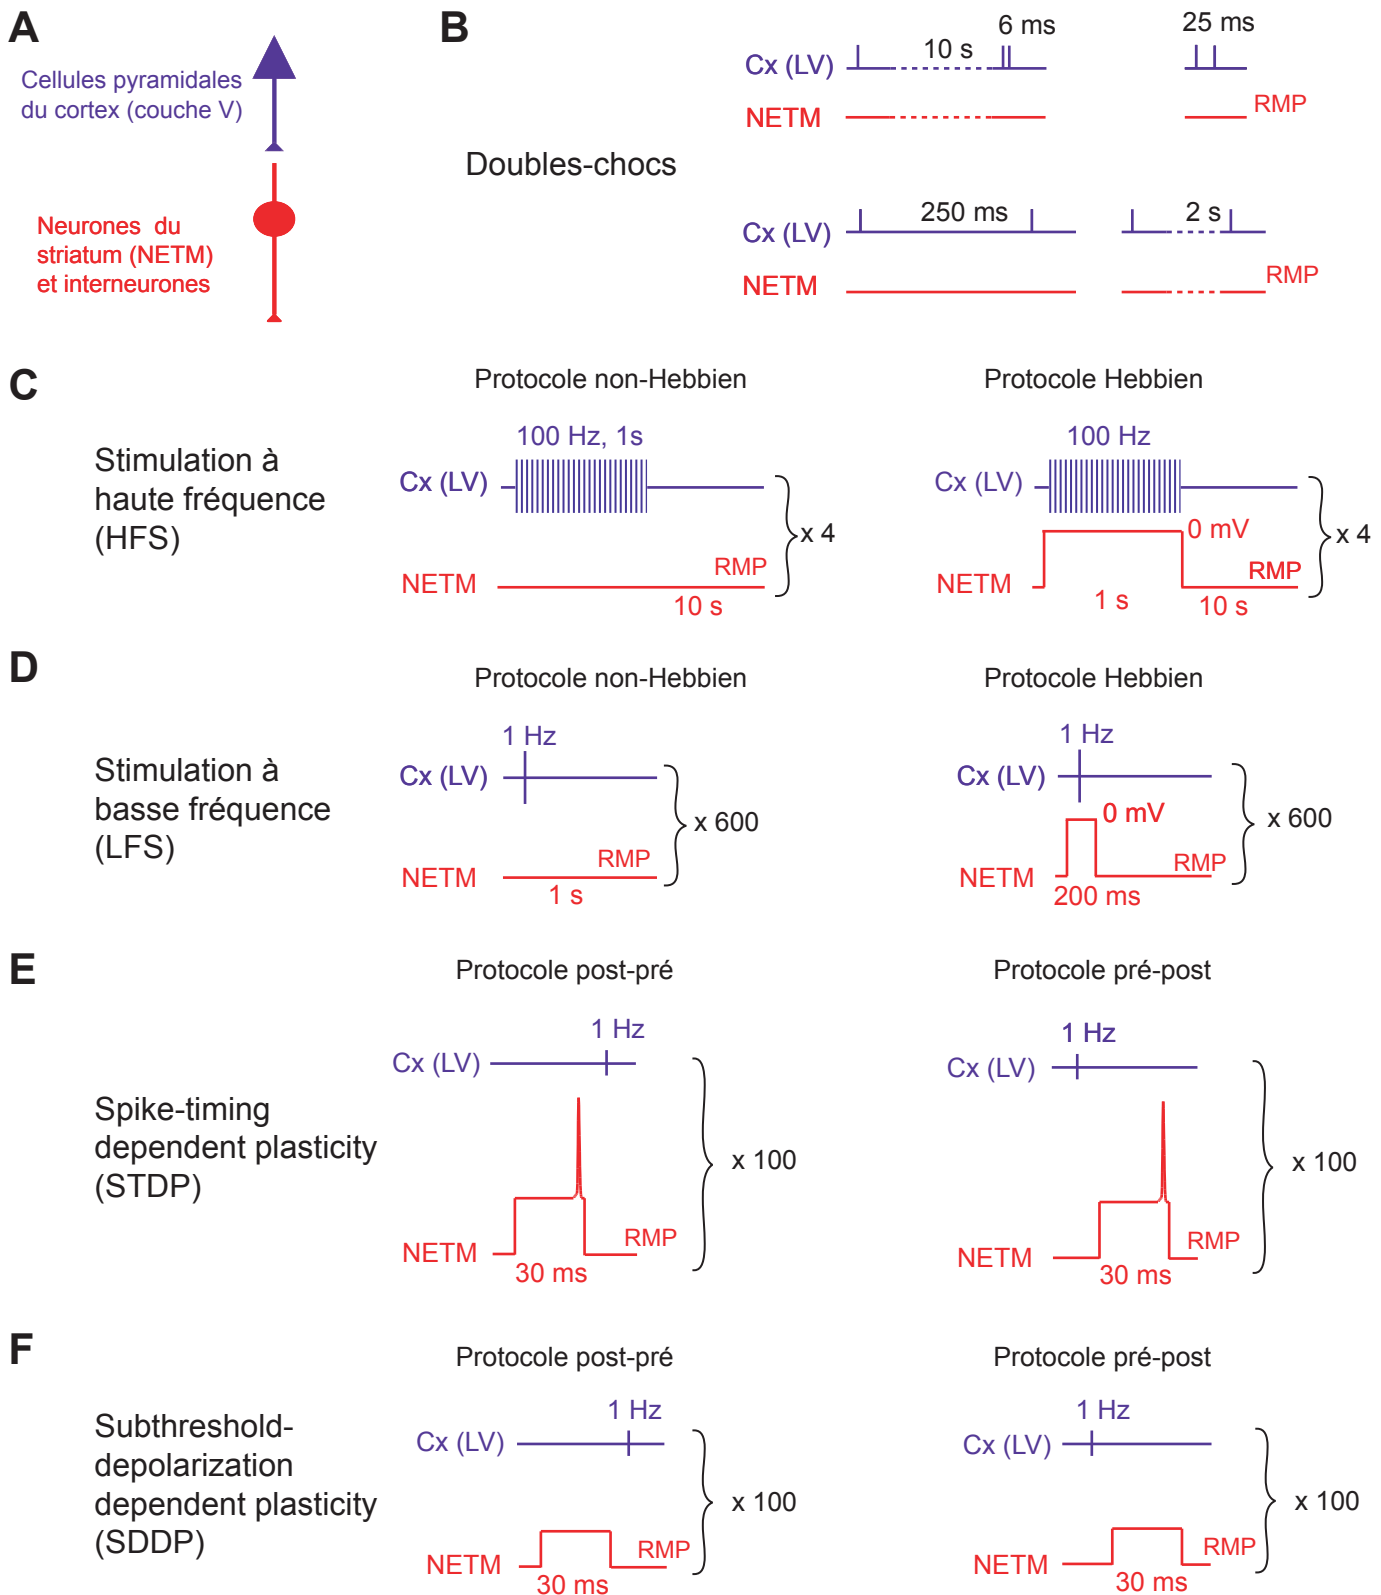 A
Cellules pyramidales
du cortex (couche V)
Neurones du
striatum (NETM)
et interneurones
B
Doubles-chocs
6 ms
25 ms
10 s
Cx (LV)
NETM
RMP
250 ms
2 s
Cx (LV)
NETM
RMP
C
Stimulation à
haute fréquence
(HFS)
Protocole non-Hebbien
100 Hz, 1s
Cx (LV)
NETM
RMP
10 s
x 4
Protocole Hebbien
100 Hz
Cx (LV)
0 mV
NETM
RMP
1 s
10 s
x 4
D
Stimulation à
basse fréquence
(LFS)
Protocole non-Hebbien
1 Hz
Cx (LV)
NETM
RMP
1 s
x 600
Protocole Hebbien
1 Hz
Cx (LV)
0 mV
NETM
RMP
200 ms
x 600
E
Spike-timing
dependent plasticity
(STDP)
Protocole post-pré
1 Hz
Cx (LV)
NETM
RMP
30 ms
x 100
Protocole pré-post
1 Hz
Cx (LV)
NETM
RMP
30 ms
x 100
F
Subthreshold-
depolarization
dependent plasticity
(SDDP)
Protocole post-pré
1 Hz
Cx (LV)
NETM
RMP
30 ms
x 100
Protocole pré-post
1 Hz
Cx (LV)
NETM
RMP
30 ms
x 100